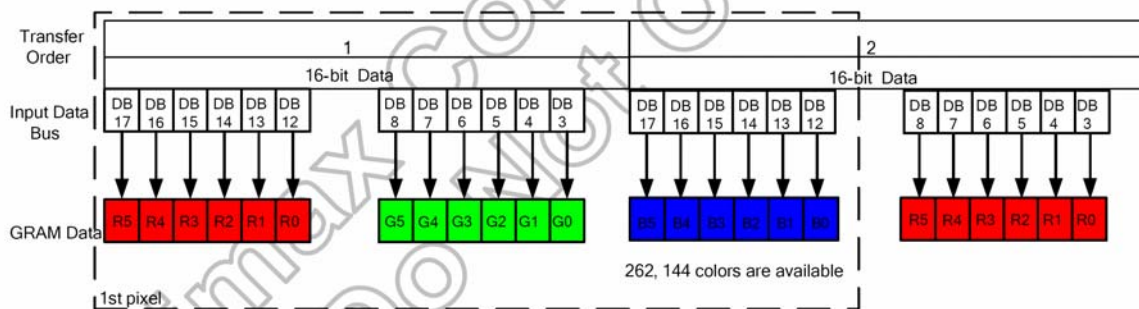 Transfer Order
1
2
16-bit Data
16-bit Data
Input Data Bus
DB 17
DB 16
DB 15
DB 14
DB 13
DB 12
DB 8
DB 7
DB 6
DB 5
DB 4
DB 3
DB 17
DB 16
DB 15
DB 14
DB 13
DB 12
DB 8
DB 7
DB 6
DB 5
DB 4
DB 3
GRAM Data
R5 R4 R3 R2 R1 R0
G5 G4 G3 G2 G1 G0
B5 B4 B3 B2 B1 B0
R5 R4 R3 R2 R1 R0
262, 144 colors are available
1st pixel